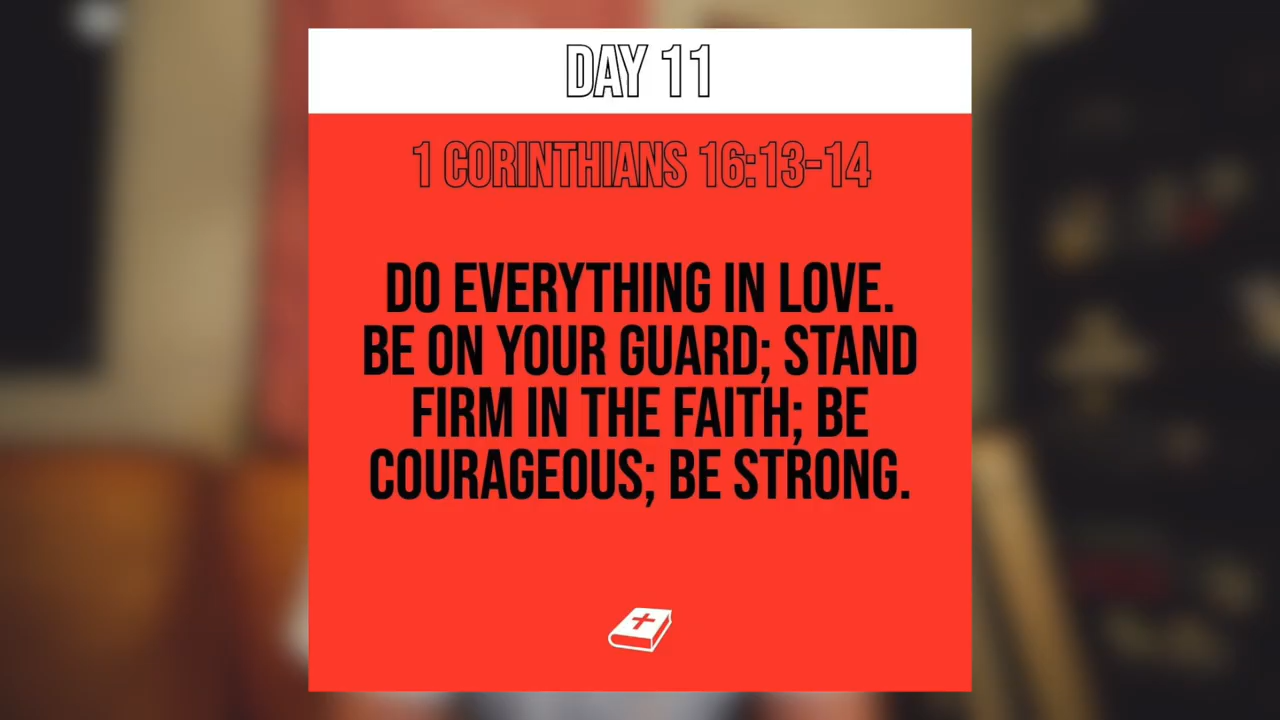 DAY 11
1 CORINTHIANS 16:13-14
DO EVERYTHING IN LOVE.
BE ON YOUR GUARD; STAND
FIRM IN THE FAITH; BE
COURAGEOUS; BE STRONG.